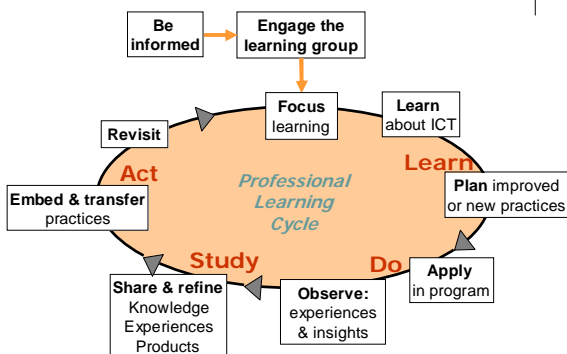 Be
informed
Engage the
learning group
Focus
learning
Learn
about ICT
Learn
Plan improved
or new practices
Apply
in program
Do
Observe:
experiences
& insights
Study
Share & refine
Knowledge
Experiences
Products
Embed & transfer
practices
Act
Revisit
Professional
Learning
Cycle